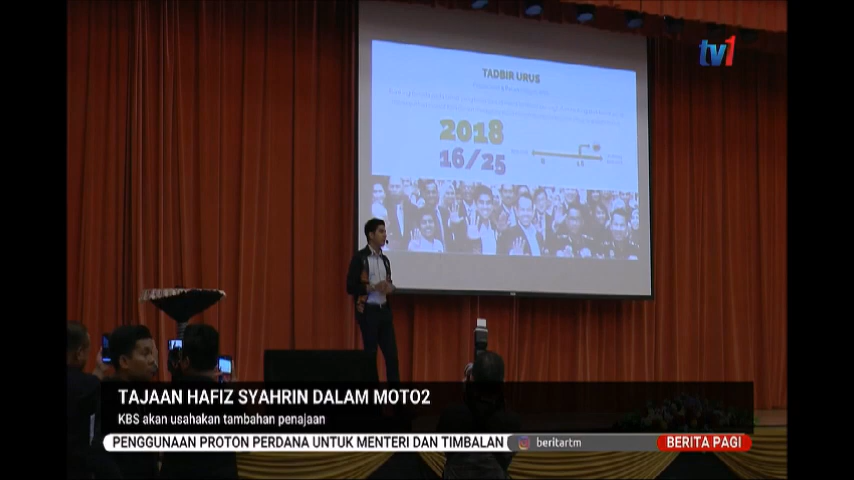 tv1
TADBIR URUS
2018
16/25
TAJAAN HAFIZ SYAHRIN DALAM MOTO2
KBS akan usahakan tambahan penajaan
PENGGUNAAN PROTON PERDANA UNTUK MENTERI DAN TIMBALAN
beritartm
BERITA PAGI